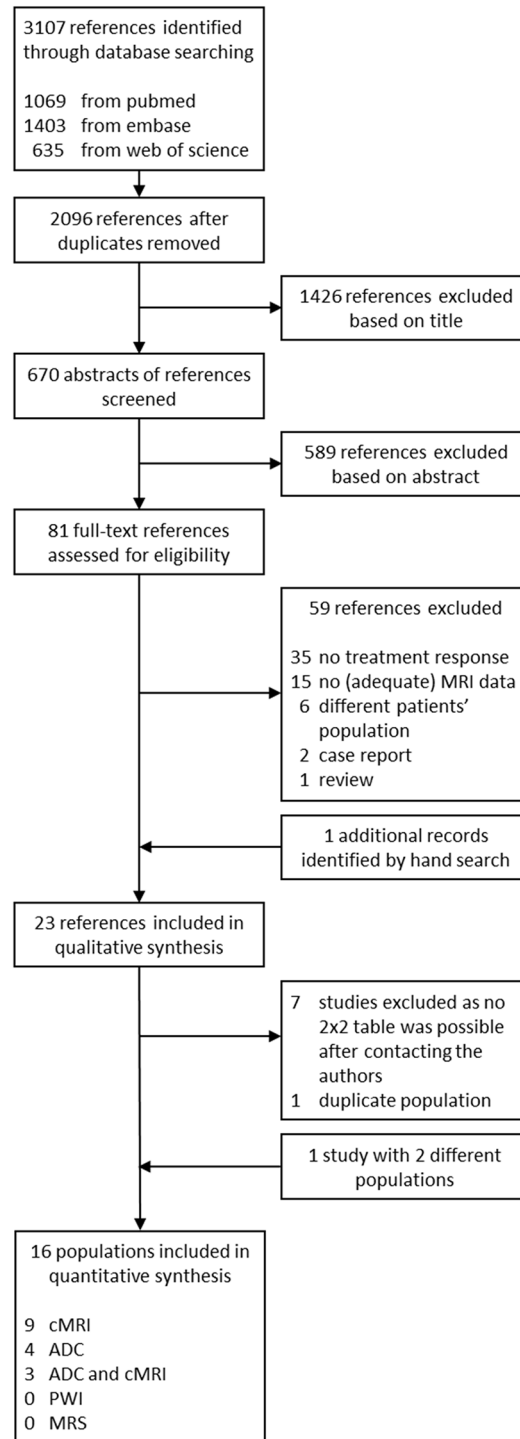 3107 references identified
through database searching
1069 from pubmed
1403 from embase
635 from web of science
2096 references after
duplicates removed
1426 references excluded
based on title
670 abstracts of references
screened
589 references excluded
based on abstract
81 full-text references
assessed for eligibility
59 references excluded
35 no treatment response
15 no (adequate) MRI data
6 different patients’
population
2 case report
1 review
1 additional records
identified by hand search
23 references included in
qualitative synthesis
7 studies excluded as no
2x2 table was possible
after contacting the
authors
1 duplicate population
1 study with 2 different
populations
16 populations included in
quantitative synthesis
9 cMRI
4 ADC
3 ADC and cMRI
0 PWI
0 MRS